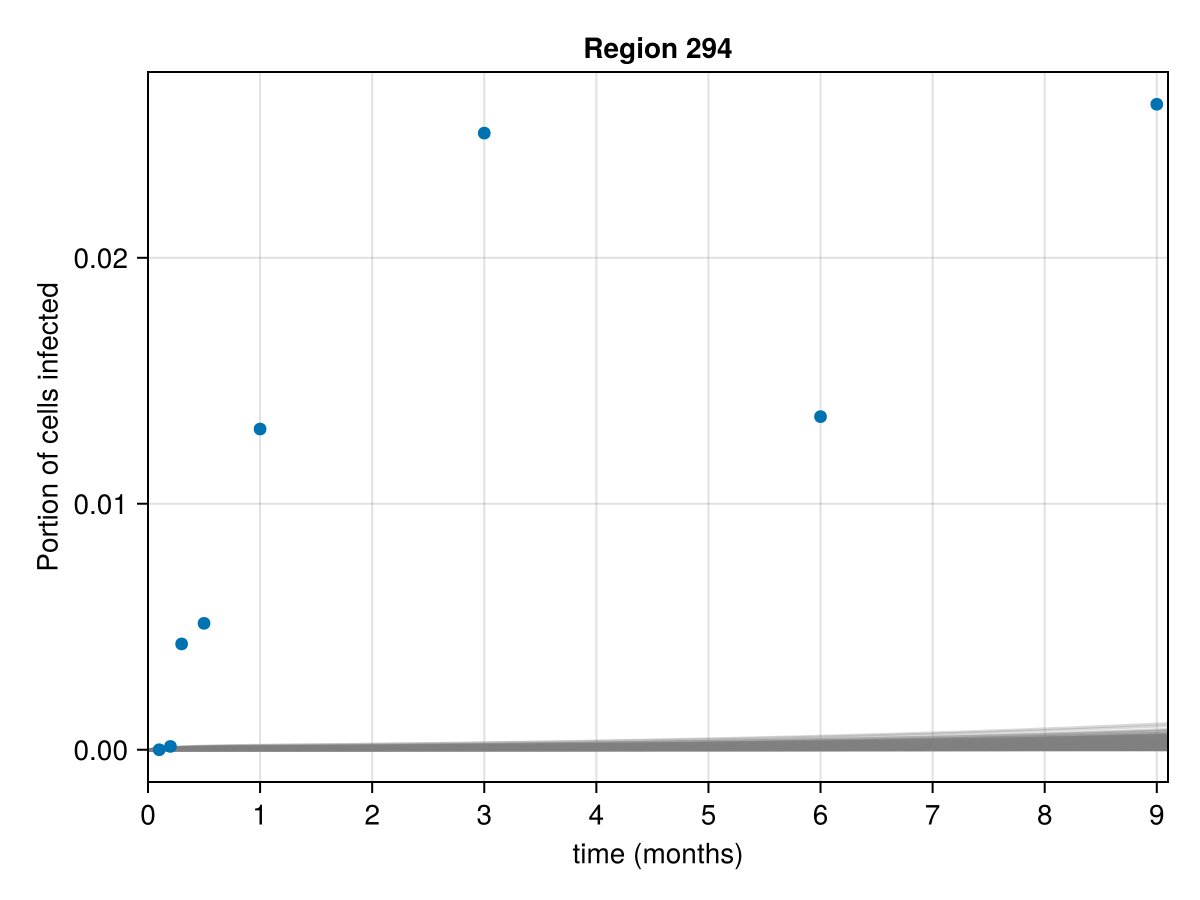 Region 294
Portion of cells infected
0.02
0.01
0.00
0 1 2 3 4 5 6 7 8 9
time (months)